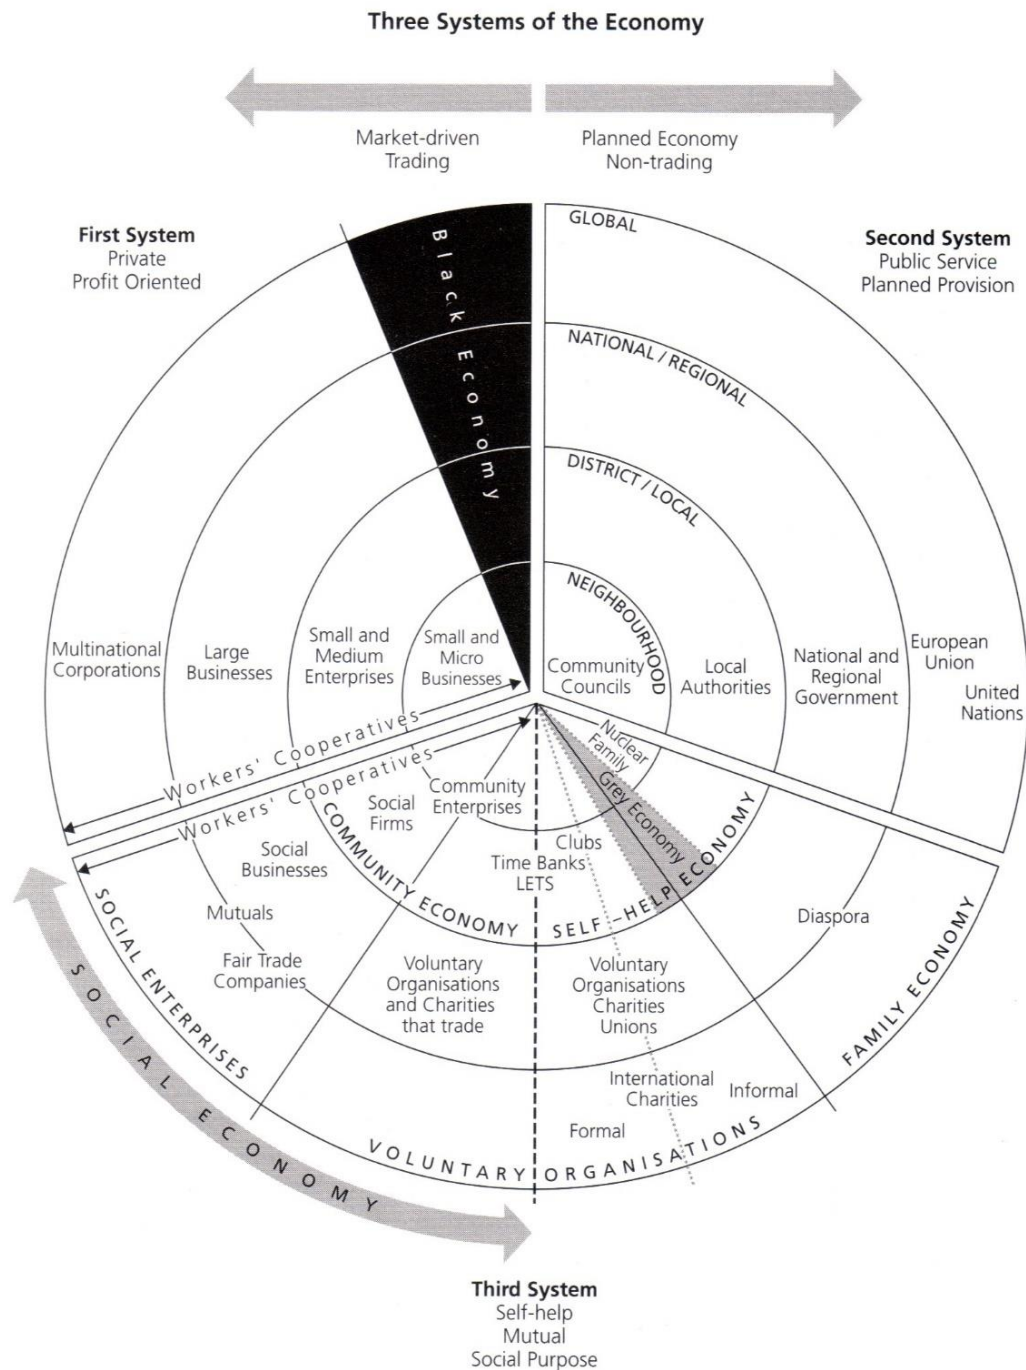 Three Systems of the Economy
Market-driven
Trading
Planned Economy
Non-trading
First System
Private
Profit Oriented
Second System
Public Service
Planned Provision
Black Economy
GLOBAL
NATIONAL / REGIONAL
DISTRICT / LOCAL
NEIGHBOURHOOD
Multinational
Corporations
Large
Businesses
Small and
Medium
Enterprises
Small and
Micro
Businesses
Community
Councils
Local
Authorities
National and
Regional
Government
European
Union
United
Nations
Workers' Cooperatives
Workers' Cooperatives
Nuclear
Family
Grey Economy
Community
Enterprises
Social
Firms
Social
Businesses
Mutuals
Fair Trade
Companies
COMMUNITY ECONOMY
SELF-HELP ECONOMY
Clubs
Time Banks
LETS
Diaspora
Voluntary
Organisations
and Charities
that trade
Voluntary
Organisations
Charities
Unions
International
Charities
Informal
Formal
SOCIAL ENTERPRISES
VOLUNTARY ORGANISATIONS
FAMILY ECONOMY
SOCIAL ECONOMY
Third System
Self-help
Mutual
Social Purpose